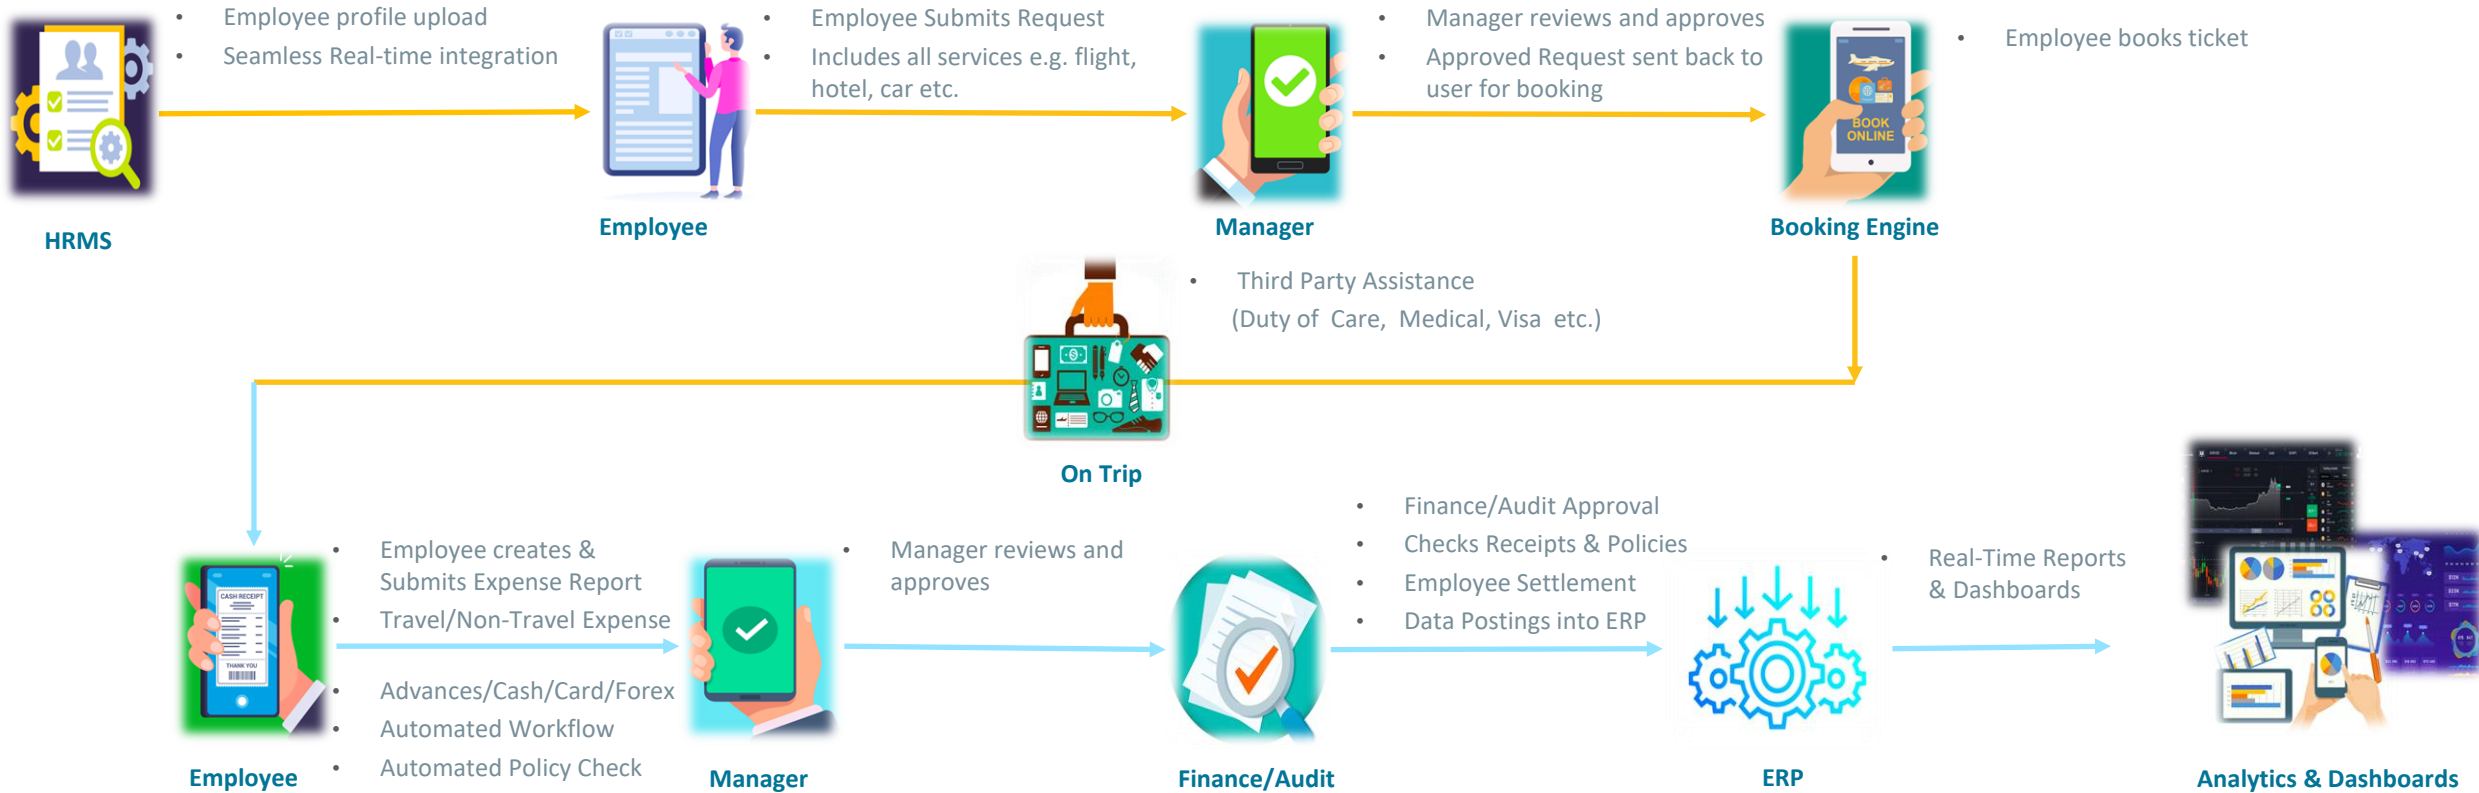 • Employee profile upload
• Seamless Real-time integration
HRMS
• Employee Submits Request
• Includes all services e.g. flight,
hotel, car etc.
Employee
• Manager reviews and approves
• Approved Request sent back to
user for booking
Manager
BOOK
ONLINE
• Employee books ticket
Booking Engine
• Third Party Assistance
(Duty of Care, Medical, Visa etc.)
On Trip
CASH RECEIPT
THANK YOU
Employee
• Employee creates &
Submits Expense Report
• Travel/Non-Travel Expense
• Advances/Cash/Card/Forex
• Automated Workflow
• Automated Policy Check
Manager
• Manager reviews and
approves
Finance/Audit
• Finance/Audit Approval
• Checks Receipts & Policies
• Employee Settlement
• Data Postings into ERP
ERP
• Real-Time Reports
& Dashboards
Analytics & Dashboards